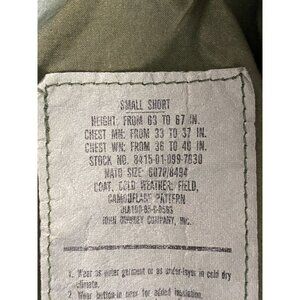 SMALL SHORT
HEIGHT: FROM 63 TO 67 IN.
CHEST MN: FROM 33 TO 37 IN.
CHEST WN: FROM 36 TO 40 IN.
STOCK NO. 8415-01-099-7830
NATO SIZE: 6070/8494
COAT, COLD WEATHER, FIELD,
CAMOUFLAGE PATTERN
JOHN COMPANY, INC.
1. Wear as outer garment or as under-layer in cold dry
climate.
2. Wear button-in liner for added insulation.